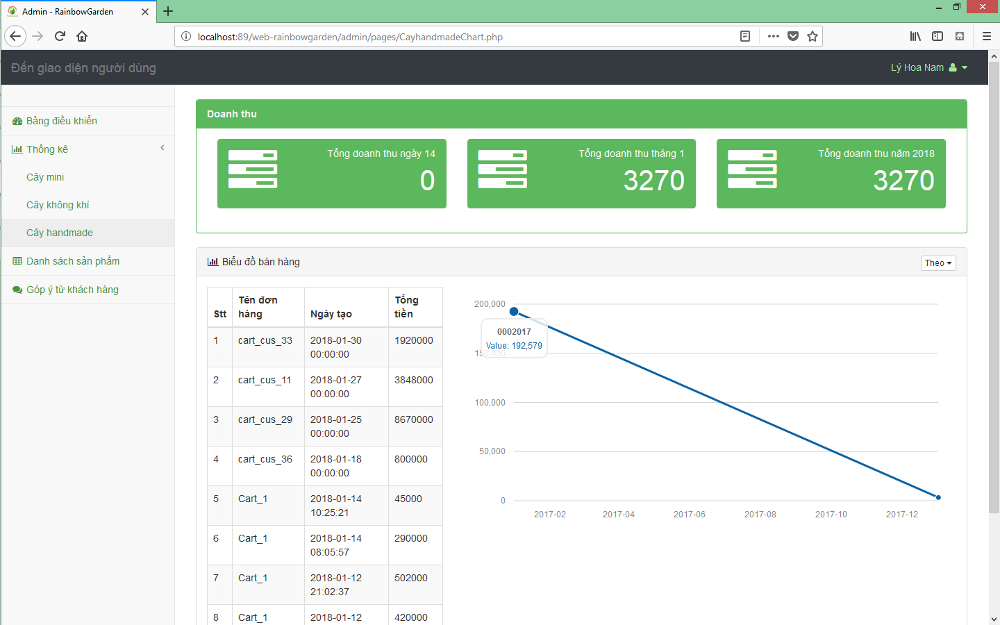 Admin - RainbowGarden
localhost:89/web-rainbowgarden/admin/pages/CayhandmadeChart.php
Đến giao diện người dùng
Lý Hoa Nam
Bảng điều khiển
Thống kê
Cây mini
Cây không khí
Cây handmade
Danh sách sản phẩm
Góp ý từ khách hàng
Doanh thu
Tổng doanh thu ngày 14
0
Tổng doanh thu tháng 1
3270
Tổng doanh thu năm 2018
3270
Biểu đồ bán hàng
Theo
Stt Tên đơn hàng Ngày tạo Tổng tiền
1 cart_cus_33 2018-01-30 00:00:00 1920000
2 cart_cus_11 2018-01-27 00:00:00 3848000
3 cart_cus_29 2018-01-25 00:00:00 8670000
4 cart_cus_36 2018-01-18 00:00:00 800000
5 Cart_1 2018-01-14 10:25:21 45000
6 Cart_1 2018-01-14 08:05:57 290000
7 Cart_1 2018-01-12 21:02:37 502000
8 Cart_1 2018-01-12 420000
200,000
0002017
Value: 192,579
150,000
100,000
50,000
0
2017-02 2017-04 2017-06 2017-08 2017-10 2017-12